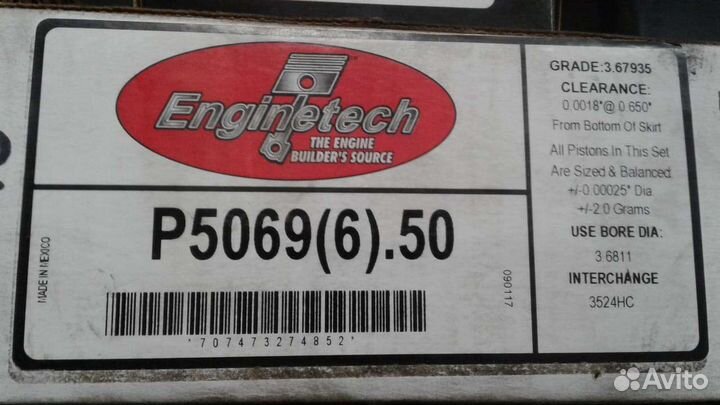 Enginetech
THE ENGINE
BUILDER'S SOURCE
P5069(6).50
MADE IN MEXICO
090117
*707473274852*
GRADE:3.67935
CLEARANCE:
0.0018"@ 0.650"
From Bottom Of Skirt
All Pistons In This Set
Are Sized & Balanced
+/-0.00025" Dia.
+/-2.0 Grams
USE BORE DIA:
3.6811
INTERCHANGE
3524HC
Avito